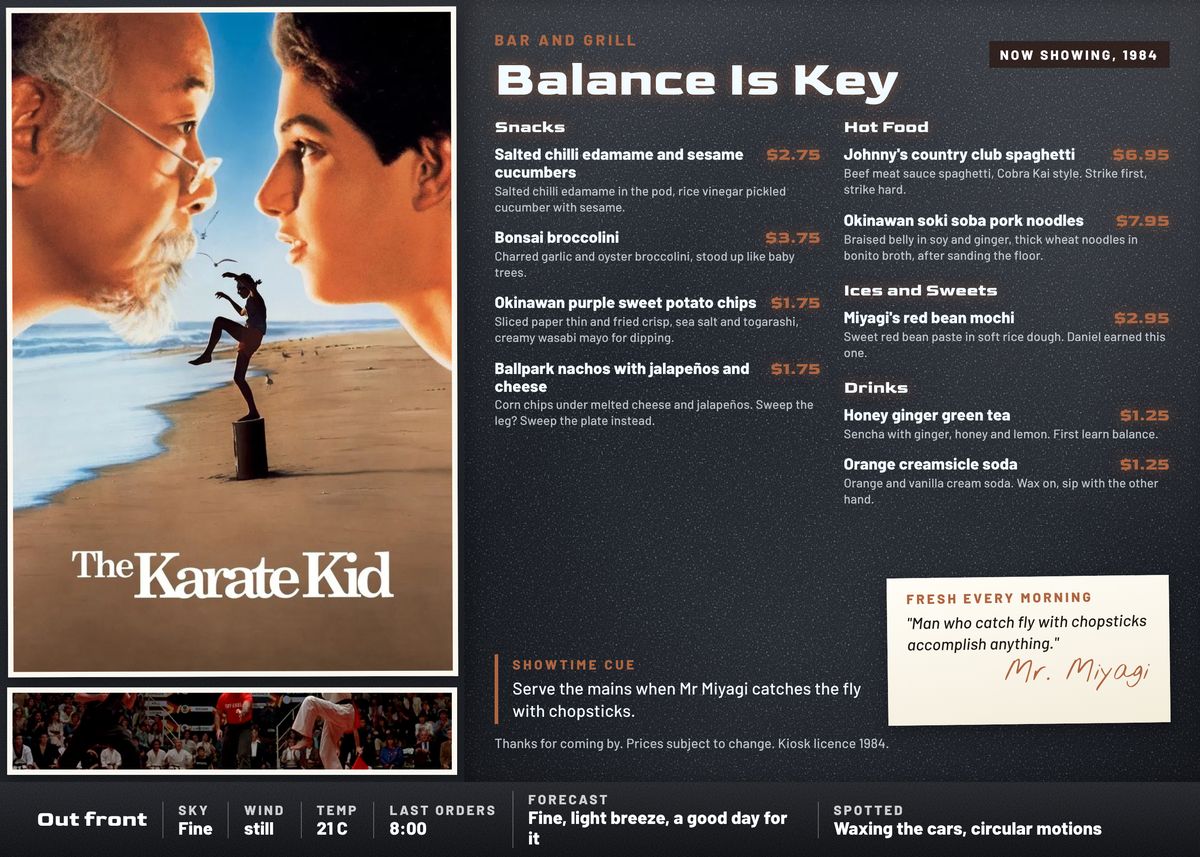 The Karate Kid
BAR AND GRILL
Balance Is Key
NOW SHOWING, 1984
Snacks
Salted chilli edamame and sesame
cucumbers
$2.75
Salted chilli edamame in the pod, rice vinegar pickled
cucumber with sesame.
Bonsai broccolini
$3.75
Charred garlic and oyster broccolini, stood up like baby
trees.
Okinawan purple sweet potato chips
$1.75
Sliced paper thin and fried crisp, sea salt and togarashi,
creamy wasabi mayo for dipping.
Ballpark nachos with jalapeños and
cheese
$1.75
Corn chips under melted cheese and jalapeños. Sweep the
leg? Sweep the plate instead.
Hot Food
Johnny's country club spaghetti
$6.95
Beef meat sauce spaghetti, Cobra Kai style. Strike first,
strike hard.
Okinawan soki soba pork noodles
$7.95
Braised belly in soy and ginger, thick wheat noodles in
bonito broth, after sanding the floor.
Ices and Sweets
Miyagi's red bean mochi
$2.95
Sweet red bean paste in soft rice dough. Daniel earned this
one.
Drinks
Honey ginger green tea
$1.25
Sencha with ginger, honey and lemon. First learn balance.
Orange creamsicle soda
$1.25
Orange and vanilla cream soda. Wax on, sip with the other
hand.
SHOWTIME CUE
Serve the mains when Mr Miyagi catches the fly
with chopsticks.
FRESH EVERY MORNING
"Man who catch fly with chopsticks
accomplish anything."
Mr. Miyagi
Thanks for coming by. Prices subject to change. Kiosk licence 1984.
Out front
SKY
Fine
WIND
still
TEMP
21 C
LAST ORDERS
8:00
FORECAST
Fine, light breeze, a good day for
it
SPOTTED
Waxing the cars, circular motions